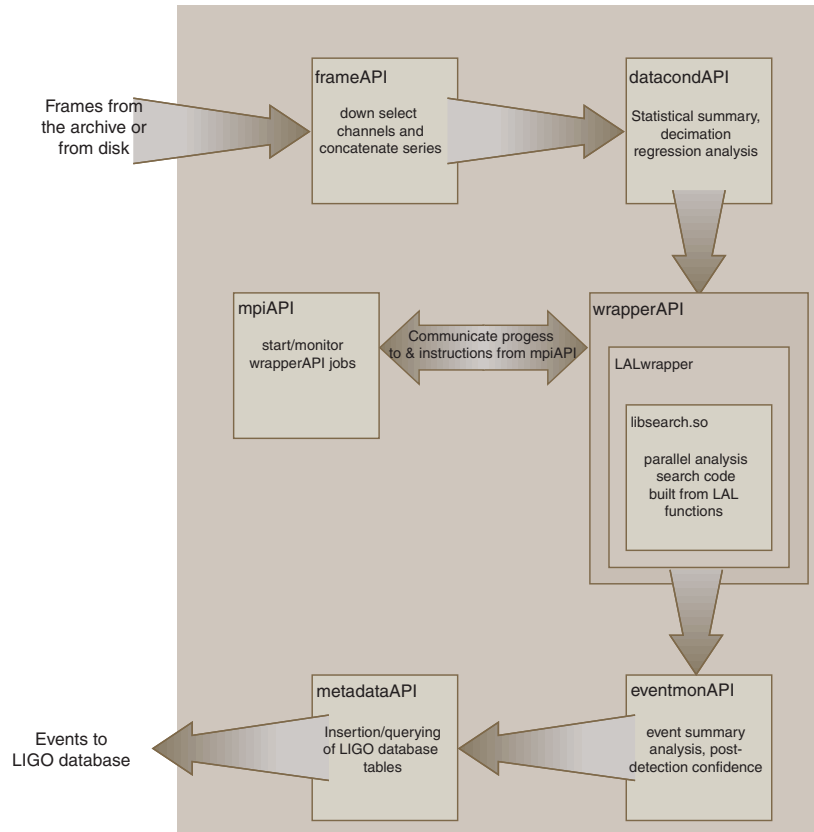 Frames from
the archive or
from disk
frameAPI
down select
channels and
concatenate series
datacondAPI
Statistical summary,
decimation
regression analysis
mpiAPI
start/monitor
wrapperAPI jobs
Communicate progess
to & instructions from mpiAPI
wrapperAPI
LALwrapper
libsearch.so
parallel analysis
search code
built from LAL
functions
Events to
LIGO database
metadataAPI
Insertion/querying
of LIGO database
tables
eventmonAPI
event summary
analysis, post-
detection confidence